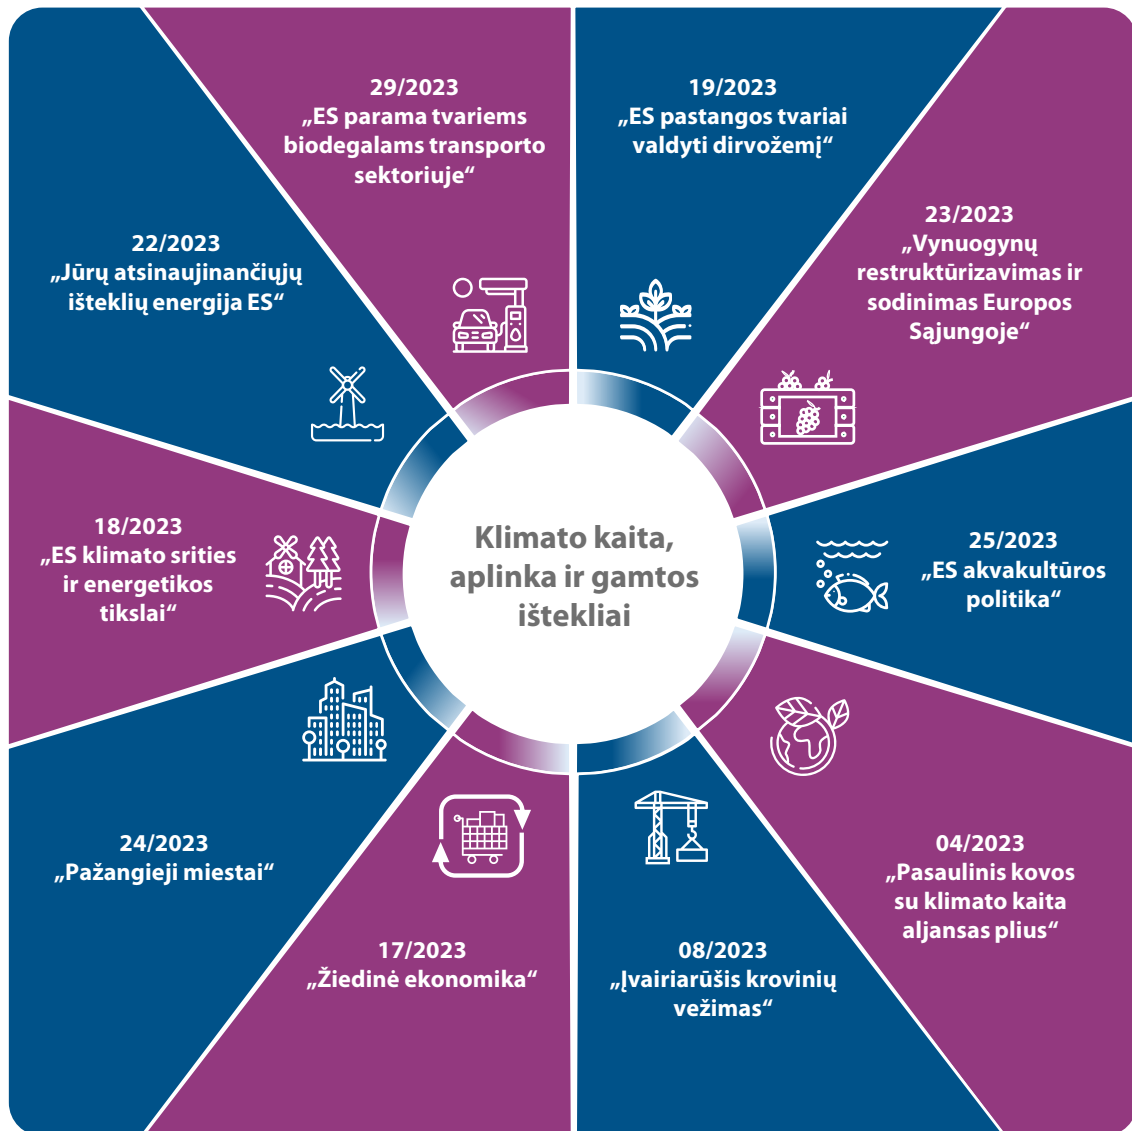 29/2023
„ES parama tvariems
biodegalams transporto
sektoriuje“
19/2023
„ES pastangos tvariai
valdyti dirvožemį“
23/2023
„Vynuogynų
restruktūrizavimas ir
sodinimas Europos
Sąjungoje“
22/2023
„Jūrų atsinaujinančiųjų
išteklių energija ES“
18/2023
„ES klimato srities
ir energetikos
tikslai“
Klimato kaita,
aplinka ir gamtos
ištekliai
25/2023
„ES akvakultūros
politika“
24/2023
„Pažangieji miestai“
04/2023
„Pasaulinis kovos
su klimato kaita
aljansas plius“
17/2023
„Žiedinė ekonomika“
08/2023
„Įvairiarūšis krovinių
vežimas“